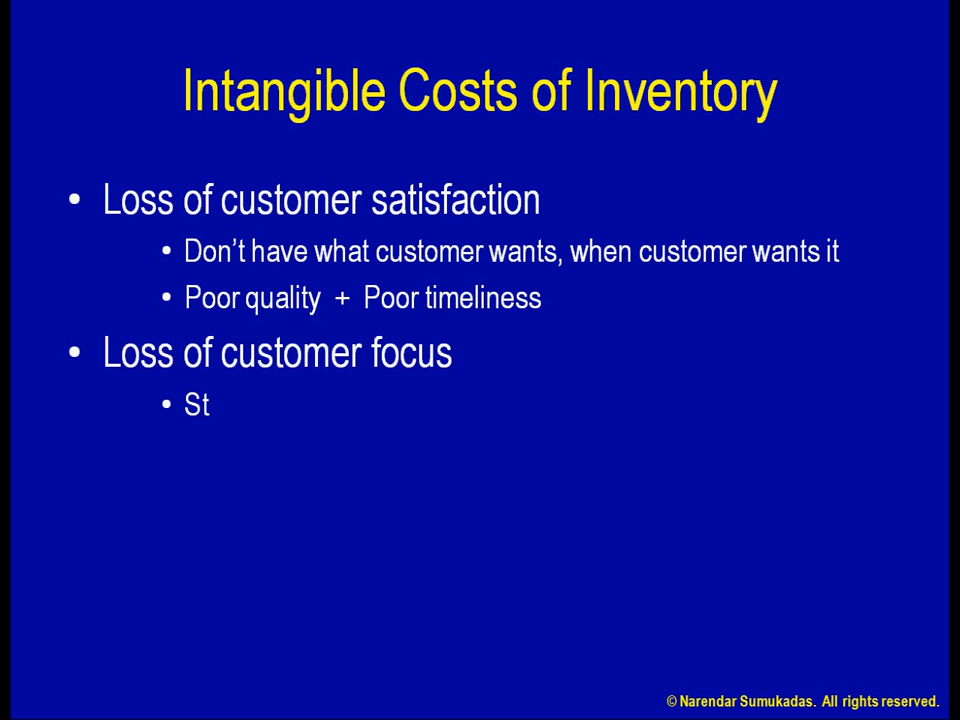 Intangible Costs of Inventory
• Loss of customer satisfaction
• Don’t have what customer wants, when customer wants it
• Poor quality + Poor timeliness
• Loss of customer focus
• St
© Narendar Sumukadas. All rights reserved.